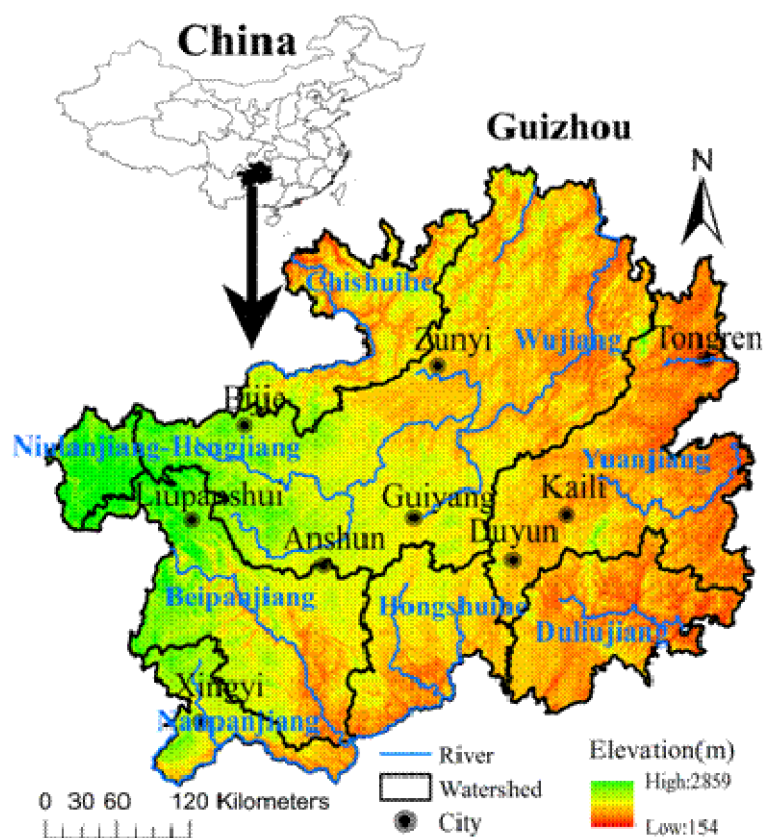 China
Guizhou
N
Chishuihe
Zunyi
Wujiang
Tongren
Bijie
Niulanjiang-Hengjiang
Yuanjiang
Liupanshui
Guiyang
Kaili
Anshun
Duyun
Beipanjiang
Hongshuihe
Duliujiang
Xingyi
Nanpanjiang
River
Elevation(m)
Watershed
High:2859
0 30 60 120 Kilometers
City
Low:154